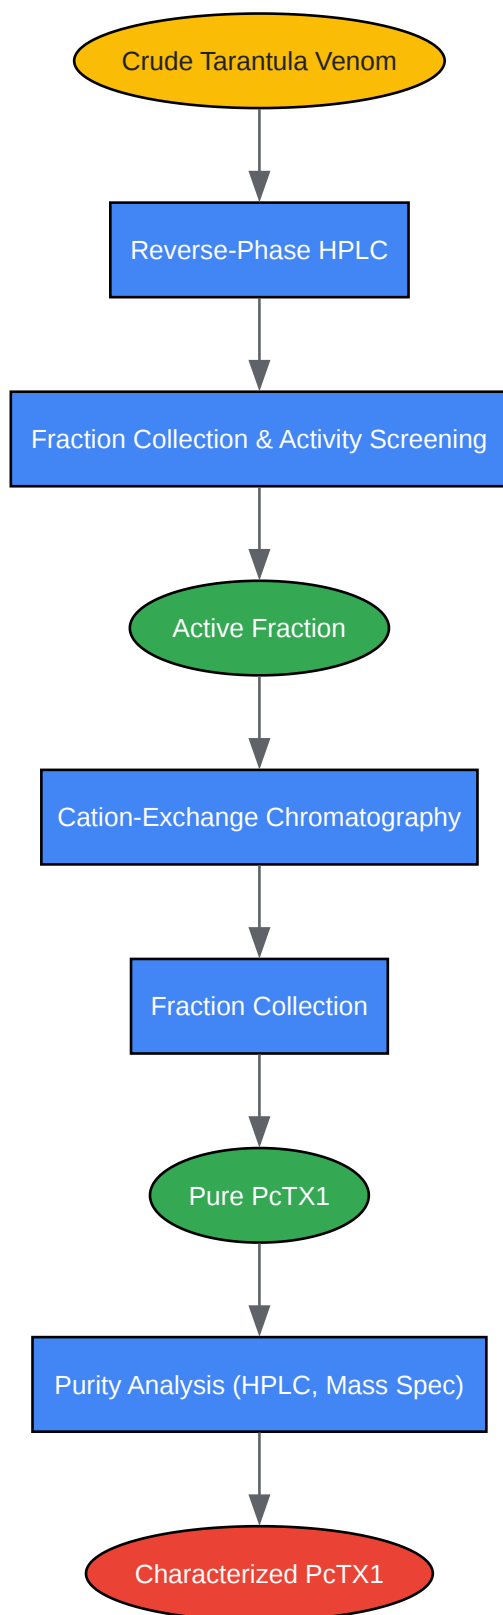 Crude Tarantula Venom
Reverse-Phase HPLC
Fraction Collection & Activity Screening
Active Fraction
Cation-Exchange Chromatography
Fraction Collection
Pure PcTX1
Purity Analysis (HPLC, Mass Spec)
Characterized PcTX1